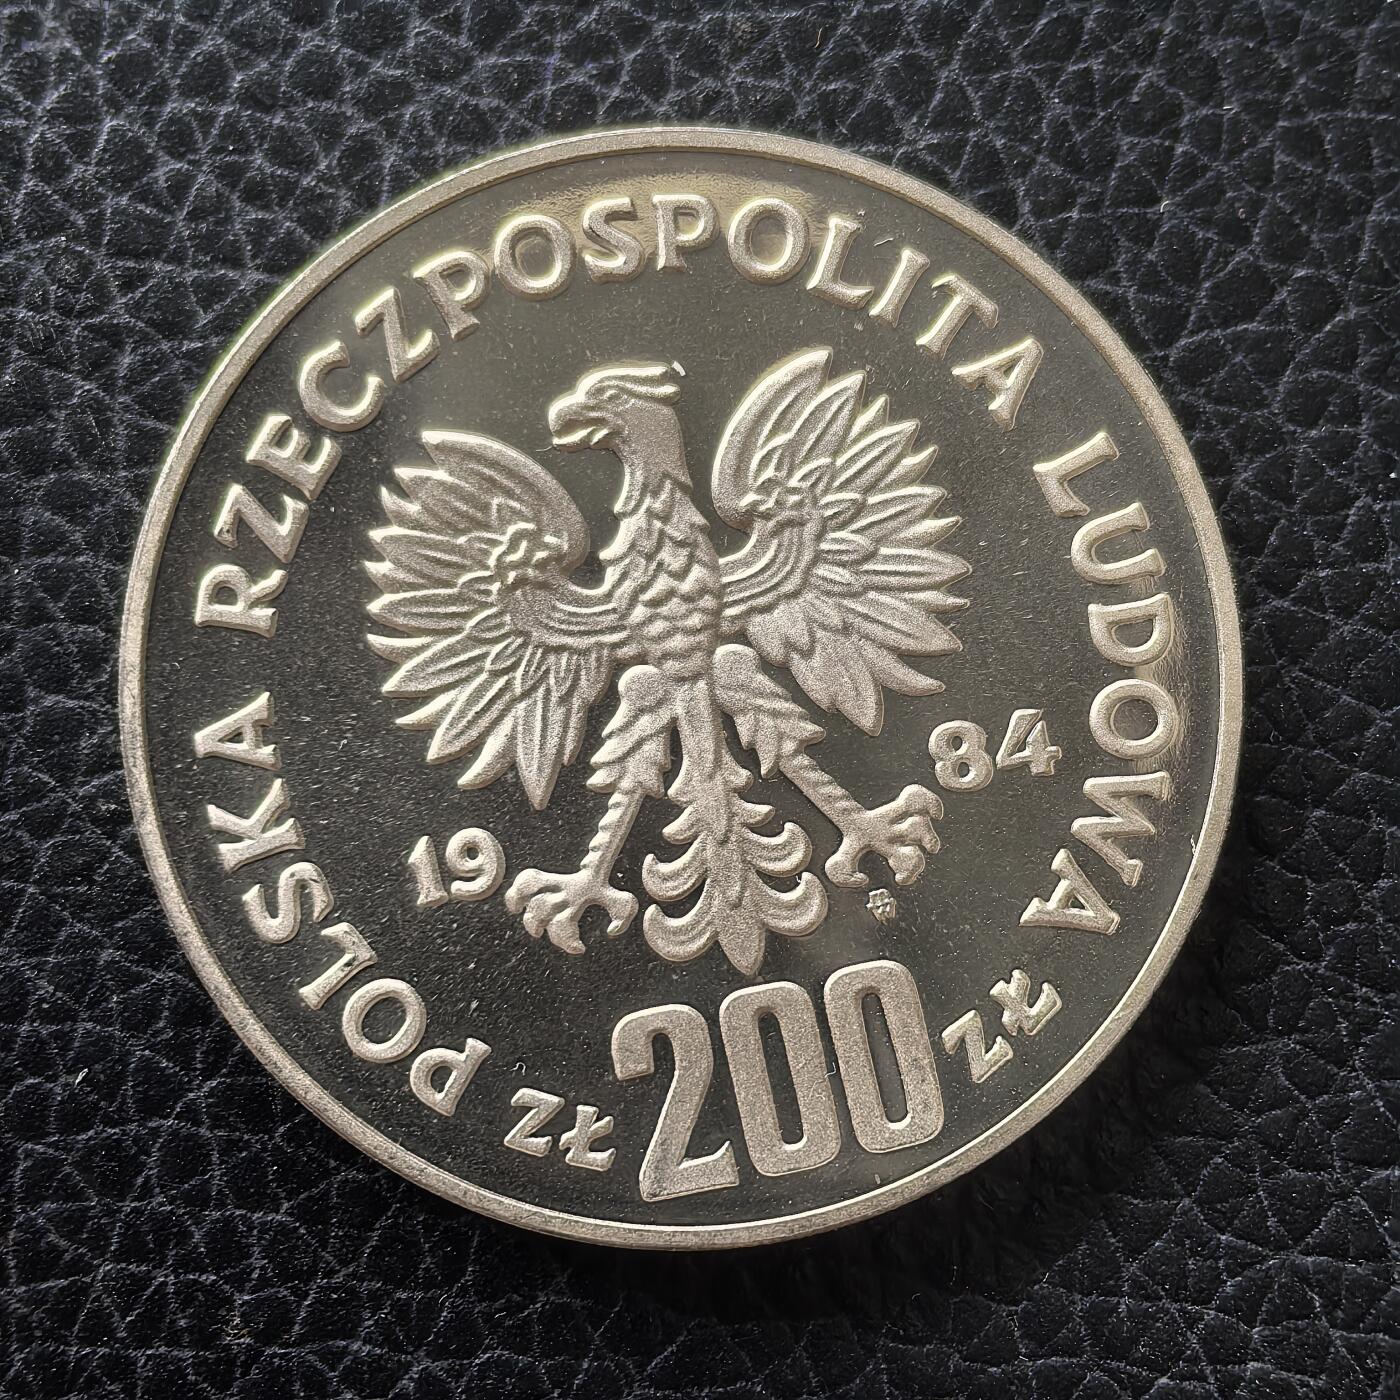 POLSKA RZECZPOSPOLITA LUDOWA
19 84
zł 200 zł